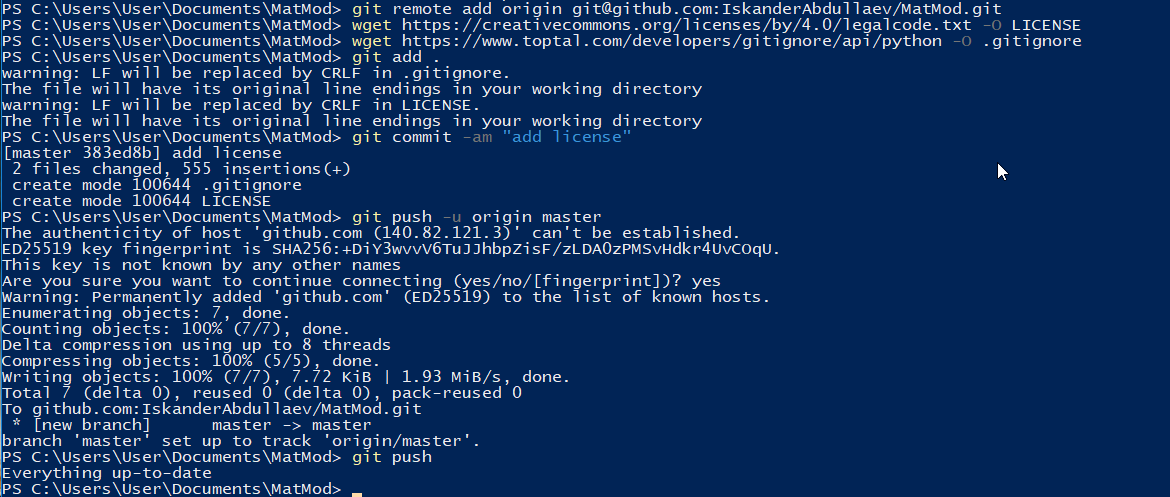 PS C:\Users\User\Documents\MatMod> git remote add origin git@github.com:IskanderAbdullaev/MatMod.git
PS C:\Users\User\Documents\MatMod> wget https://creativecommons.org/licenses/by/4.0/legalcode.txt -O LICENSE
PS C:\Users\User\Documents\MatMod> wget https://www.toptal.com/developers/gitignore/api/python -O .gitignore
PS C:\Users\User\Documents\MatMod> git add .
warning: LF will be replaced by CRLF in .gitignore.
The file will have its original line endings in your working directory
warning: LF will be replaced by CRLF in LICENSE.
The file will have its original line endings in your working directory
PS C:\Users\User\Documents\MatMod> git commit -am "add license"
[master 383ed8b] add license
 2 files changed, 555 insertions(+)
 create mode 100644 .gitignore
 create mode 100644 LICENSE
PS C:\Users\User\Documents\MatMod> git push -u origin master
The authenticity of host 'github.com (140.82.121.3)' can't be established.
ED25519 key fingerprint is SHA256:+DiY3wvvV6TuJJhbpZisF/zLDA0zPMSvHdkr4UvCOqU.
This key is not known by any other names
Are you sure you want to continue connecting (yes/no/[fingerprint])? yes
Warning: Permanently added 'github.com' (ED25519) to the list of known hosts.
Enumerating objects: 7, done.
Counting objects: 100% (7/7), done.
Delta compression using up to 8 threads
Compressing objects: 100% (5/5), done.
Writing objects: 100% (7/7), 7.72 KiB | 1.93 MiB/s, done.
Total 7 (delta 0), reused 0 (delta 0), pack-reused 0
To github.com:IskanderAbdullaev/MatMod.git
 * [new branch]      master -> master
branch 'master' set up to track 'origin/master'.
PS C:\Users\User\Documents\MatMod> git push
Everything up-to-date
PS C:\Users\User\Documents\MatMod>